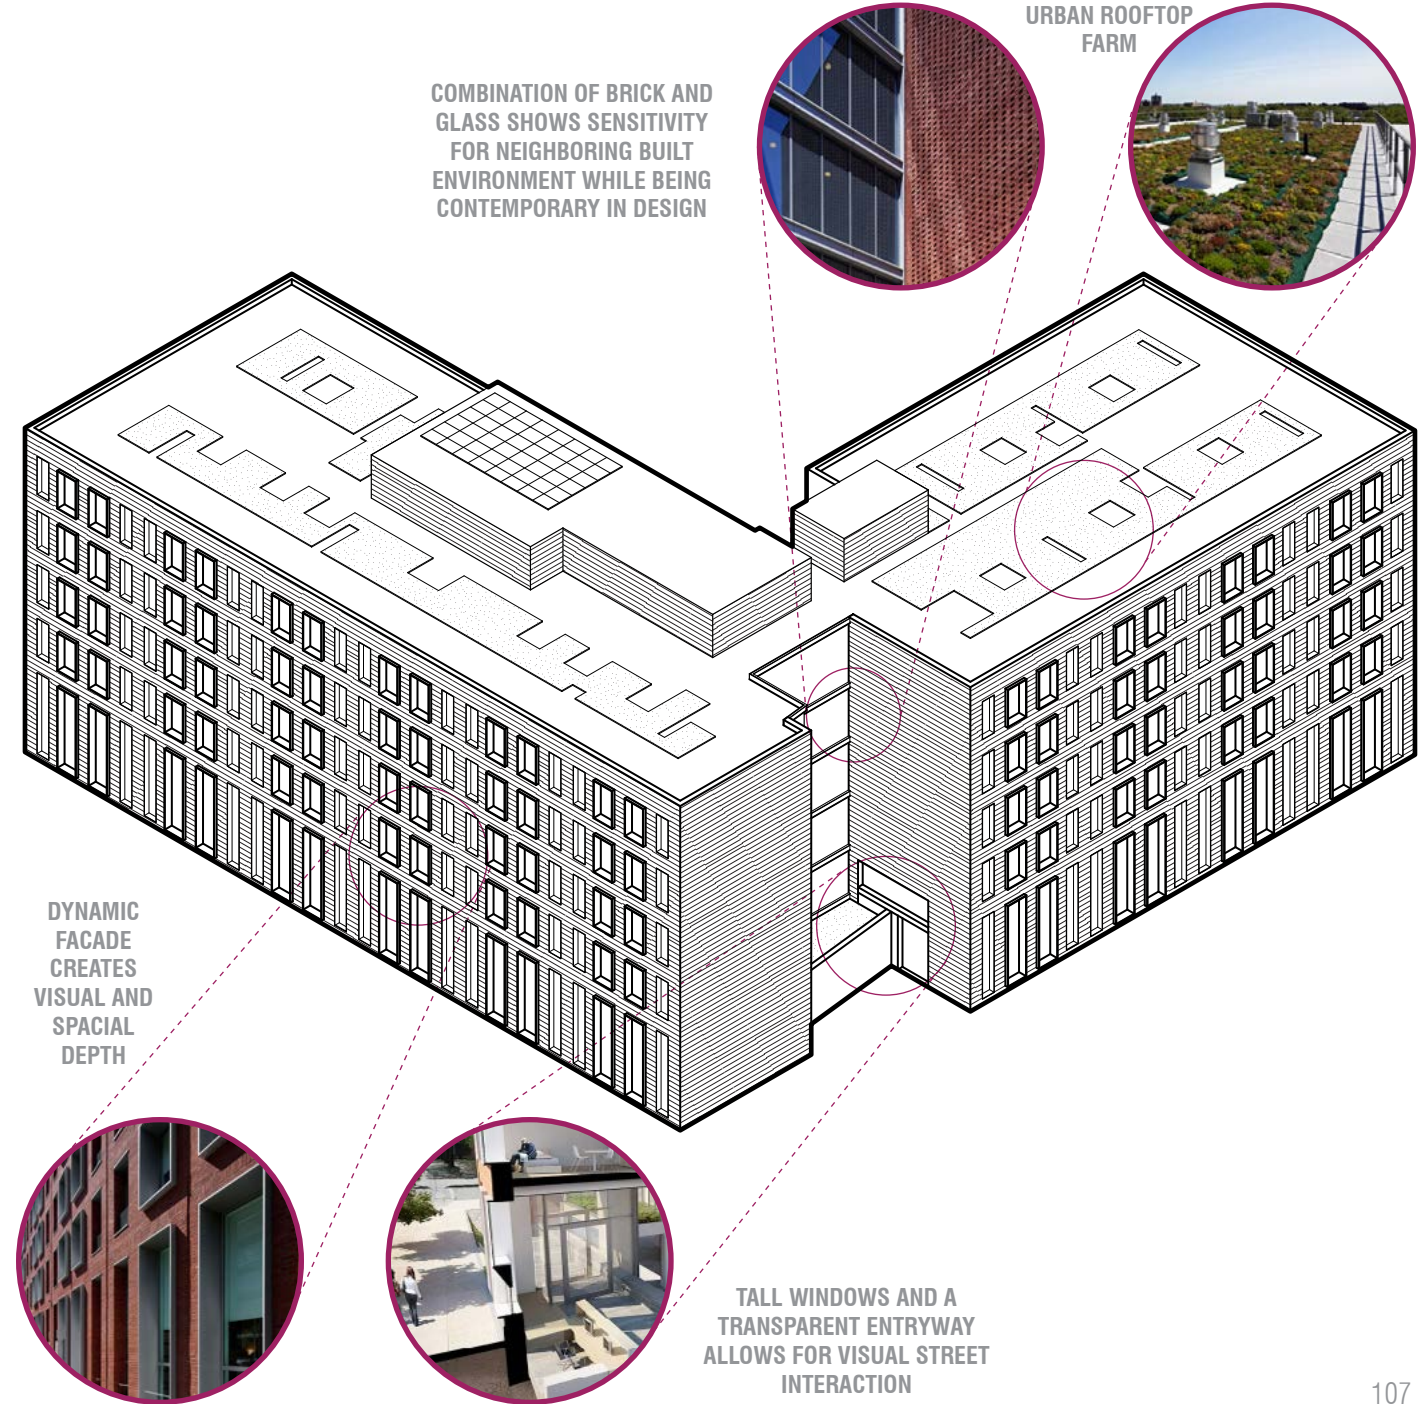 URBAN ROOFTOP
FARM
COMBINATION OF BRICK AND
GLASS SHOWS SENSITIVITY
FOR NEIGHBORING BUILT
ENVIRONMENT WHILE BEING
CONTEMPORARY IN DESIGN
DYNAMIC
FACADE
CREATES
VISUAL AND
SPACIAL
DEPTH
TALL WINDOWS AND A
TRANSPARENT ENTRYWAY
ALLOWS FOR VISUAL STREET
INTERACTION
107